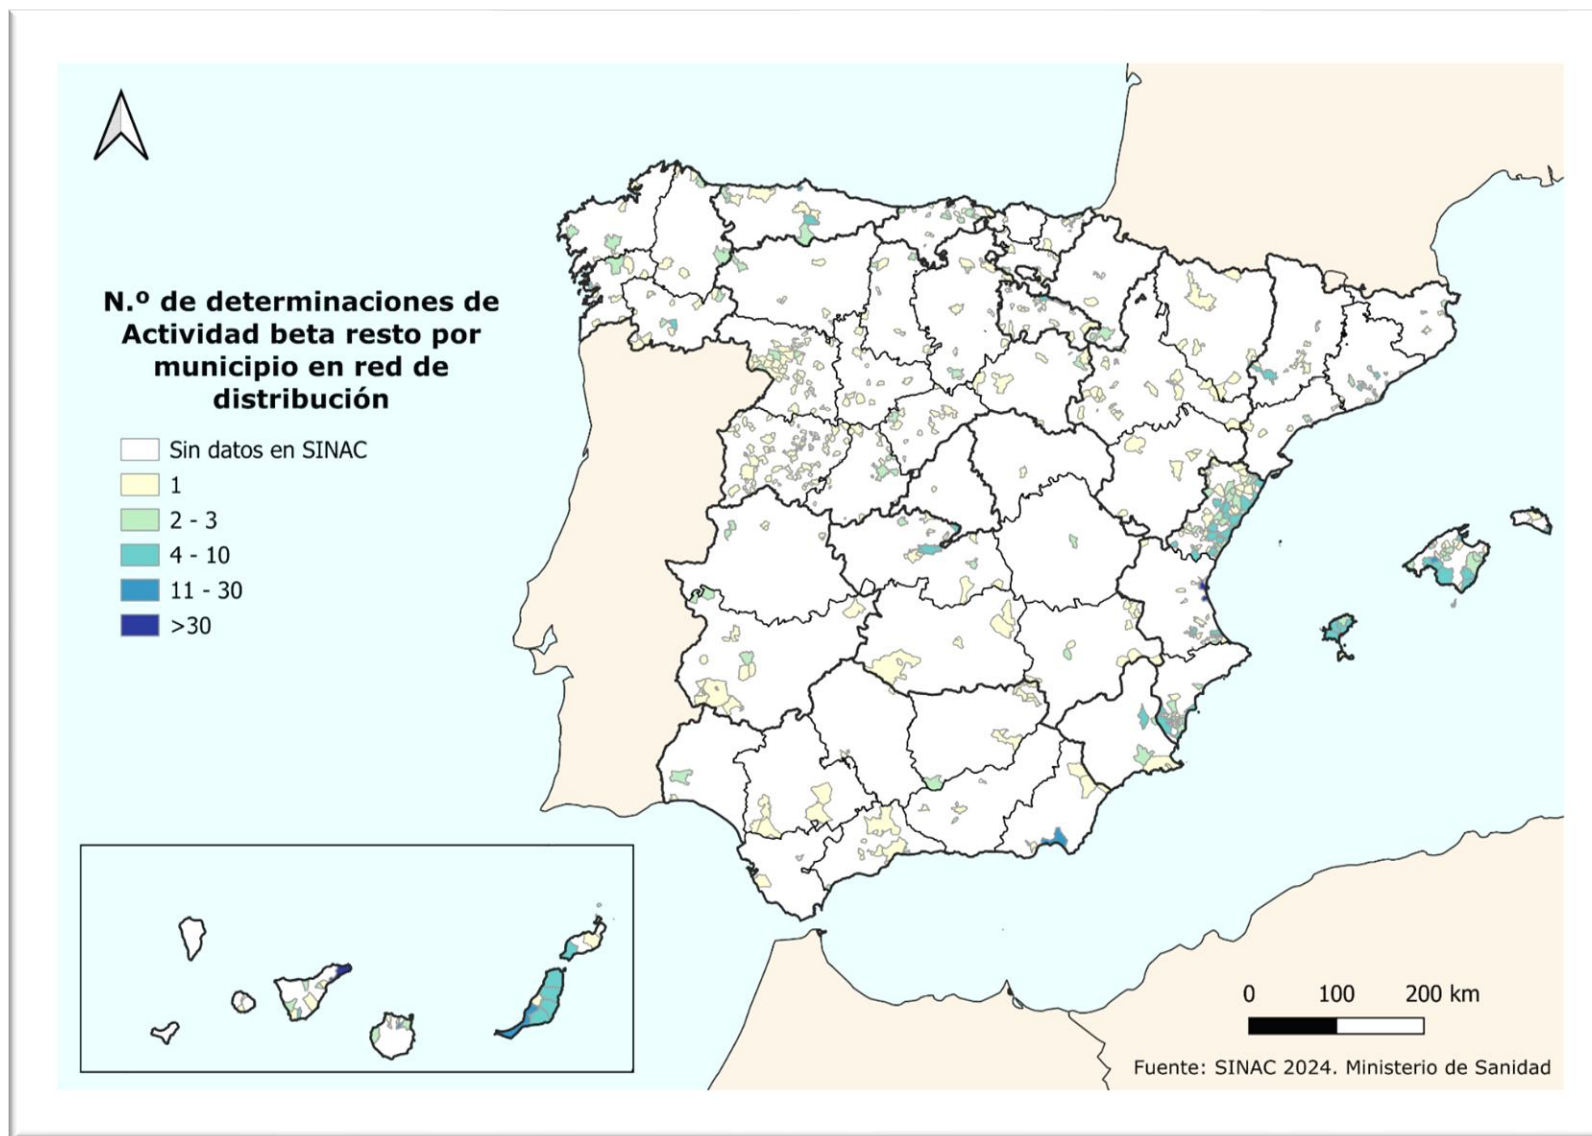 N.º de determinaciones de
Actividad beta resto por
municipio en red de
distribución
Sin datos en SINAC
1
2 - 3
4 - 10
11 - 30
>30
0 100 200 km
Fuente: SINAC 2024. Ministerio de Sanidad